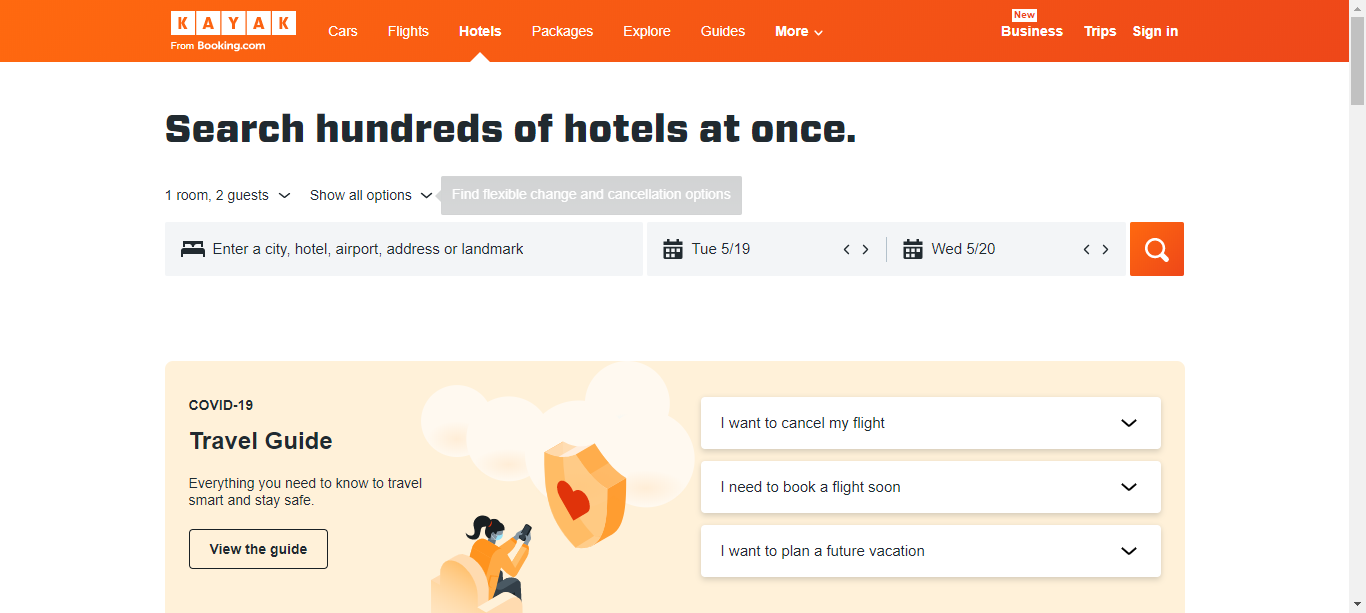 KAYAK
From Booking.com
Cars
Flights
Hotels
Packages
Explore
Guides
More
New
Business
Trips
Sign in
Search hundreds of hotels at once.
1 room, 2 guests
Show all options
Find flexible change and cancellation options
Enter a city, hotel, airport, address or landmark
Tue 5/19
Wed 5/20
COVID-19
Travel Guide
Everything you need to know to travel
smart and stay safe.
View the guide
I want to cancel my flight
I need to book a flight soon
I want to plan a future vacation